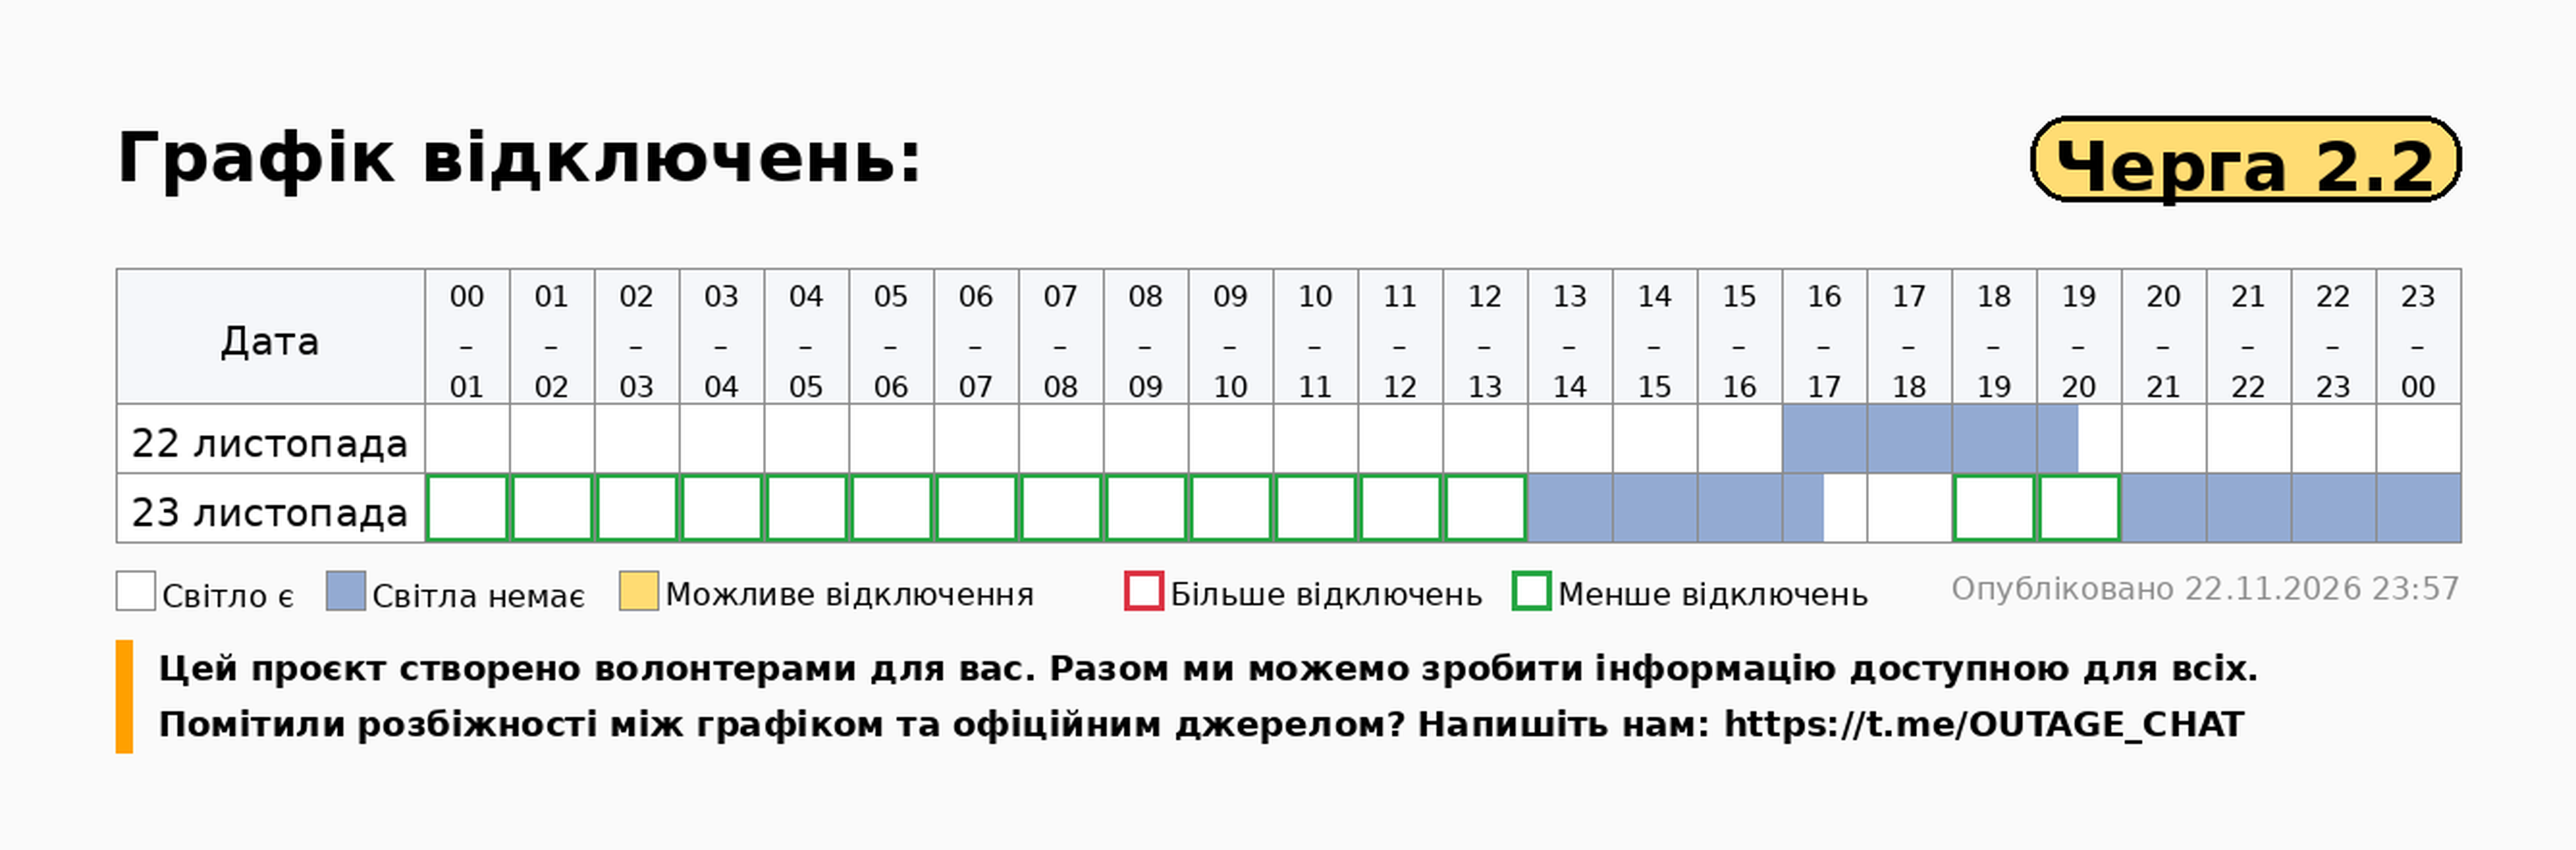 Графік відключень:
Черга 2.2
Дата
00 – 01
01 – 02
02 – 03
03 – 04
04 – 05
05 – 06
06 – 07
07 – 08
08 – 09
09 – 10
10 – 11
11 – 12
12 – 13
13 – 14
14 – 15
15 – 16
16 – 17
17 – 18
18 – 19
19 – 20
20 – 21
21 – 22
22 – 23
23 – 00
22 листопада
23 листопада
Світло є
Світла немає
Можливе відключення
Більше відключень
Менше відключень
Опубліковано 22.11.2026 23:57
Цей проєкт створено волонтерами для вас. Разом ми можемо зробити інформацію доступною для всіх.
Помітили розбіжності між графіком та офіційним джерелом? Напишіть нам: https://t.me/OUTAGE_CHAT